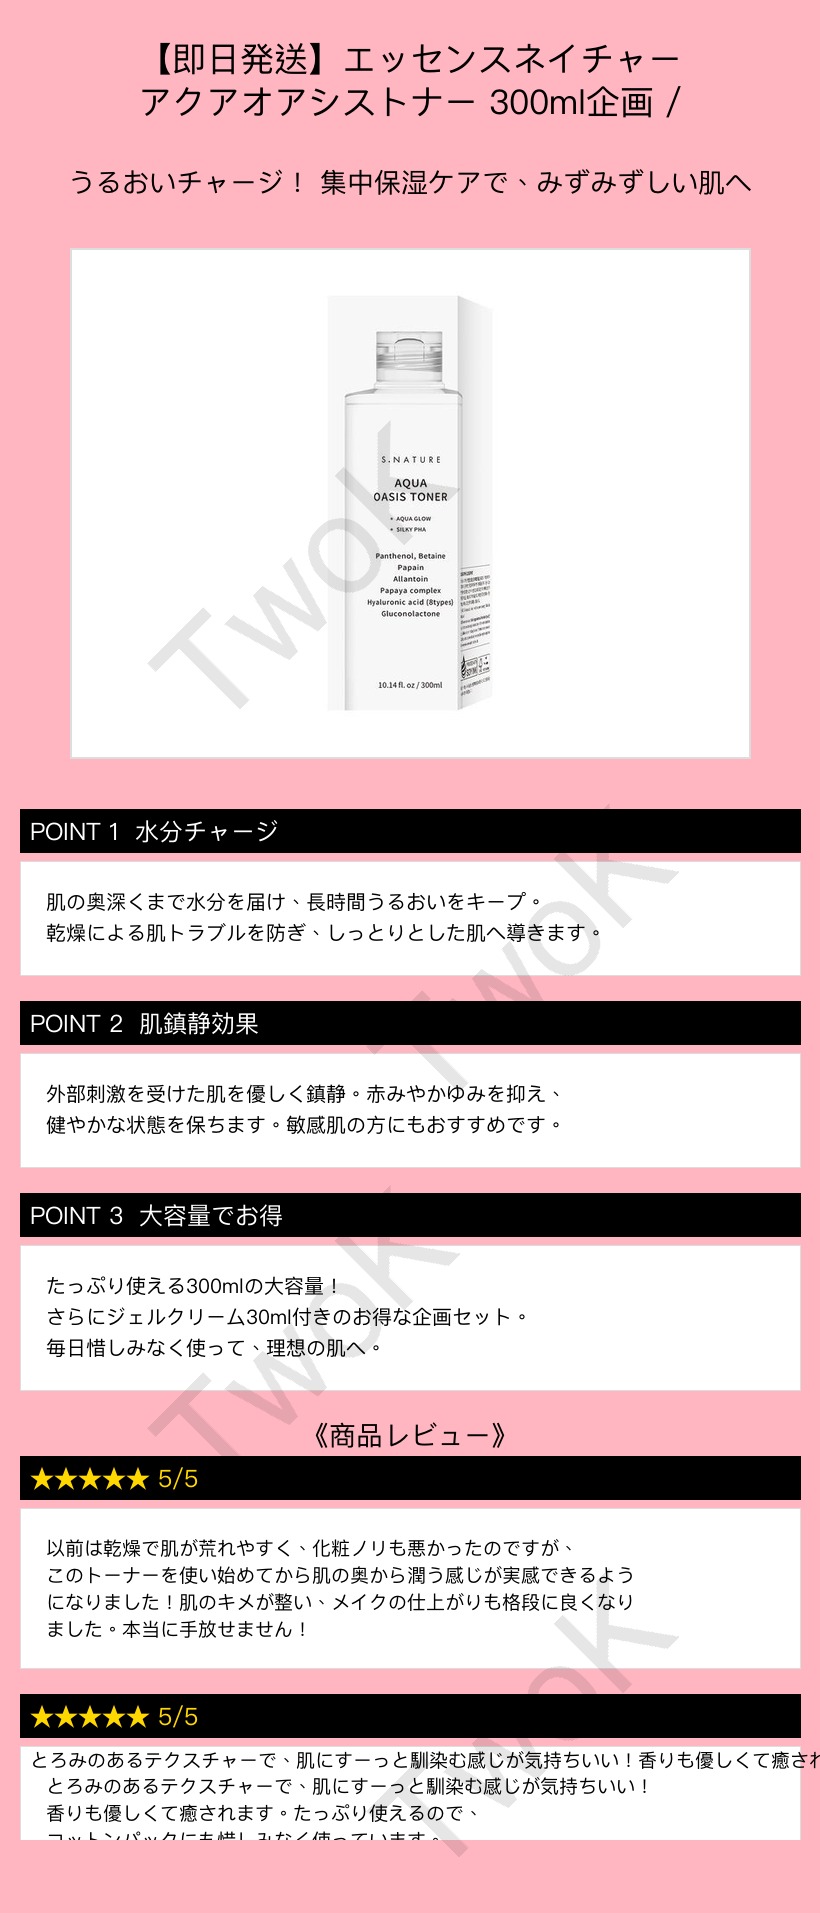 【即日発送】エッセンスネイチャー
アクアオアシストナー 300ml企画 /
うるおいチャージ！ 集中保湿ケアで、みずみずしい肌へ
S.NATURE
AQUA
OASIS TONER
+ AQUA GLOW
+ SILKY PHA
Panthenol, Betaine
Papain
Allantoin
Papaya complex
Hyaluronic acid (8types)
Gluconolactone
10.14 fl. oz / 300ml
TwoK
POINT 1 水分チャージ
肌の奥深くまで水分を届け、長時間うるおいをキープ。
乾燥による肌トラブルを防ぎ、しっとりとした肌へ導きます。
TwoK
POINT 2 肌鎮静効果
外部刺激を受けた肌を優しく鎮静。赤みやかゆみを抑え、
健やかな状態を保ちます。敏感肌の方にもおすすめです。
POINT 3 大容量でお得
たっぷり使える300mlの大容量！
さらにジェルクリーム30ml付きのお得な企画セット。
毎日惜しみなく使って、理想の肌へ。
TwoK
《商品レビュー》
★★★★★ 5/5
以前は乾燥で肌が荒れやすく、化粧ノリも悪かったのですが、
このトーナーを使い始めてから肌の奥から潤う感じが実感できるよう
になりました！肌のキメが整い、メイクの仕上がりも格段に良くなり
ました。本当に手放せません！
TwoK
★★★★★ 5/5
とろみのあるテクスチャーで、肌にすーっと馴染む感じが気持ちいい！香りも優しくて癒され
とろみのあるテクスチャーで、肌にすーっと馴染む感じが気持ちいい！
香りも優しくて癒されます。たっぷり使えるので、
コットンパックにも惜しみなく使っています。